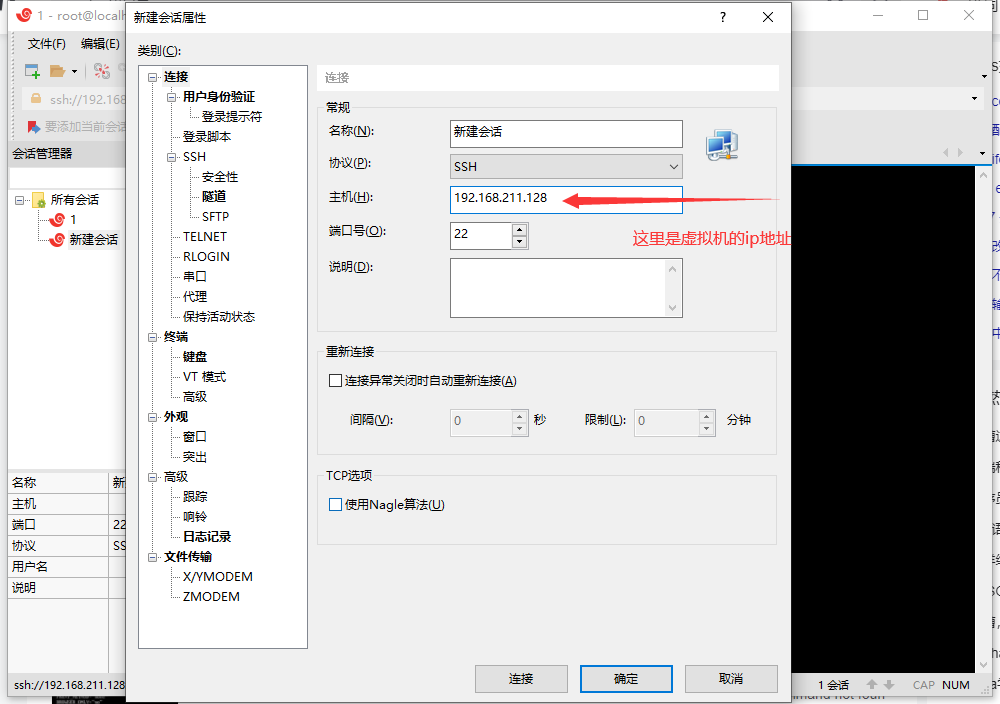 1 - root@localh
新建会话属性
?
文件(F) 编辑(E)
ssh://192.168
要添加当前会话
会话管理器
所有会话
1
新建会话
名称 新
主机
端口 22
协议 SS
用户名
说明
ssh://192.168.211.128
类别(C):
连接
用户身份验证
登录提示符
登录脚本
SSH
安全性
隧道
SFTP
TELNET
RLOGIN
串口
代理
保持活动状态
终端
键盘
VT 模式
高级
外观
窗口
突出
高级
跟踪
响铃
日志记录
文件传输
X/YMODEM
ZMODEM
连接
常规
名称(N): 新建会话
协议(P): SSH
主机(H): 192.168.211.128
端口号(O): 22
这里是虚拟机的ip地址
说明(D):
重新连接
连接异常关闭时自动重新连接(A)
间隔(V): 0 秒 限制(L): 0 分钟
TCP选项
使用Nagle算法(U)
连接 确定 取消
1 会话 CAP NUM